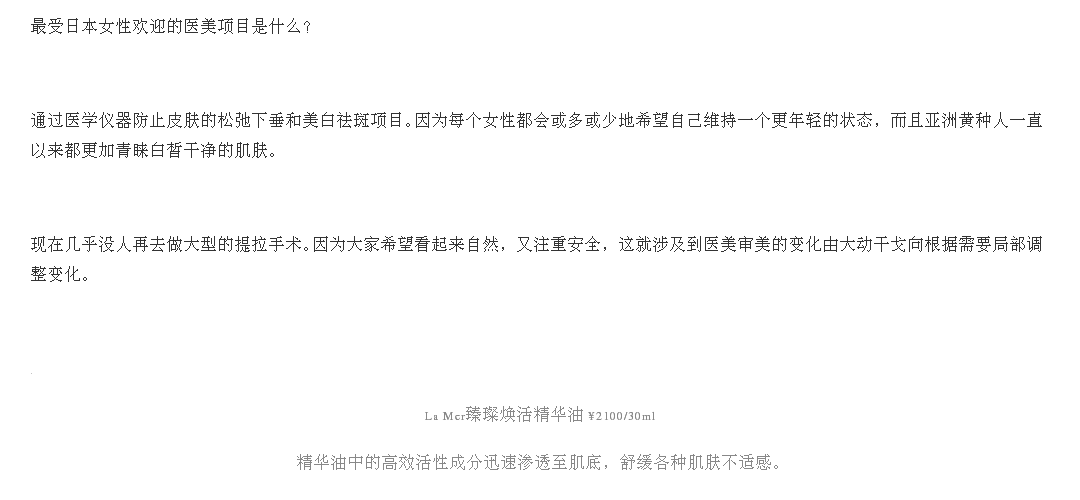 最受日本女性欢迎的医美项目是什么？
通过医学仪器防止皮肤的松弛下垂和美白祛斑项目。因为每个女性都会或多或少地希望自己维持一个更年轻的状态，而且亚洲黄种人一直
以来都更加青睐白皙干净的肌肤。
现在几乎没人再去做大型的提拉手术。因为大家希望看起来自然，又注重安全，这就涉及到医美审美的变化由大动干戈向根据需要局部调
整变化。
La Mer臻璨焕活精华油 ¥2100/30ml
精华油中的高效活性成分迅速渗透至肌底，舒缓各种肌肤不适感。